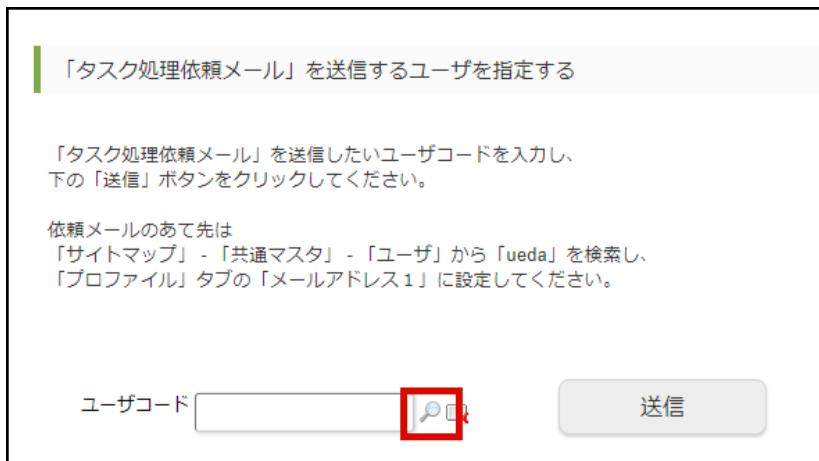 「タスク処理依頼メール」を送信するユーザを指定する
「タスク処理依頼メール」を送信したいユーザコードを入力し、
下の「送信」ボタンをクリックしてください。
依頼メールのあて先は
「サイトマップ」-「共通マスタ」-「ユーザ」から「ueda」を検索し、
「プロファイル」タブの「メールアドレス１」に設定してください。
ユーザコード
送信